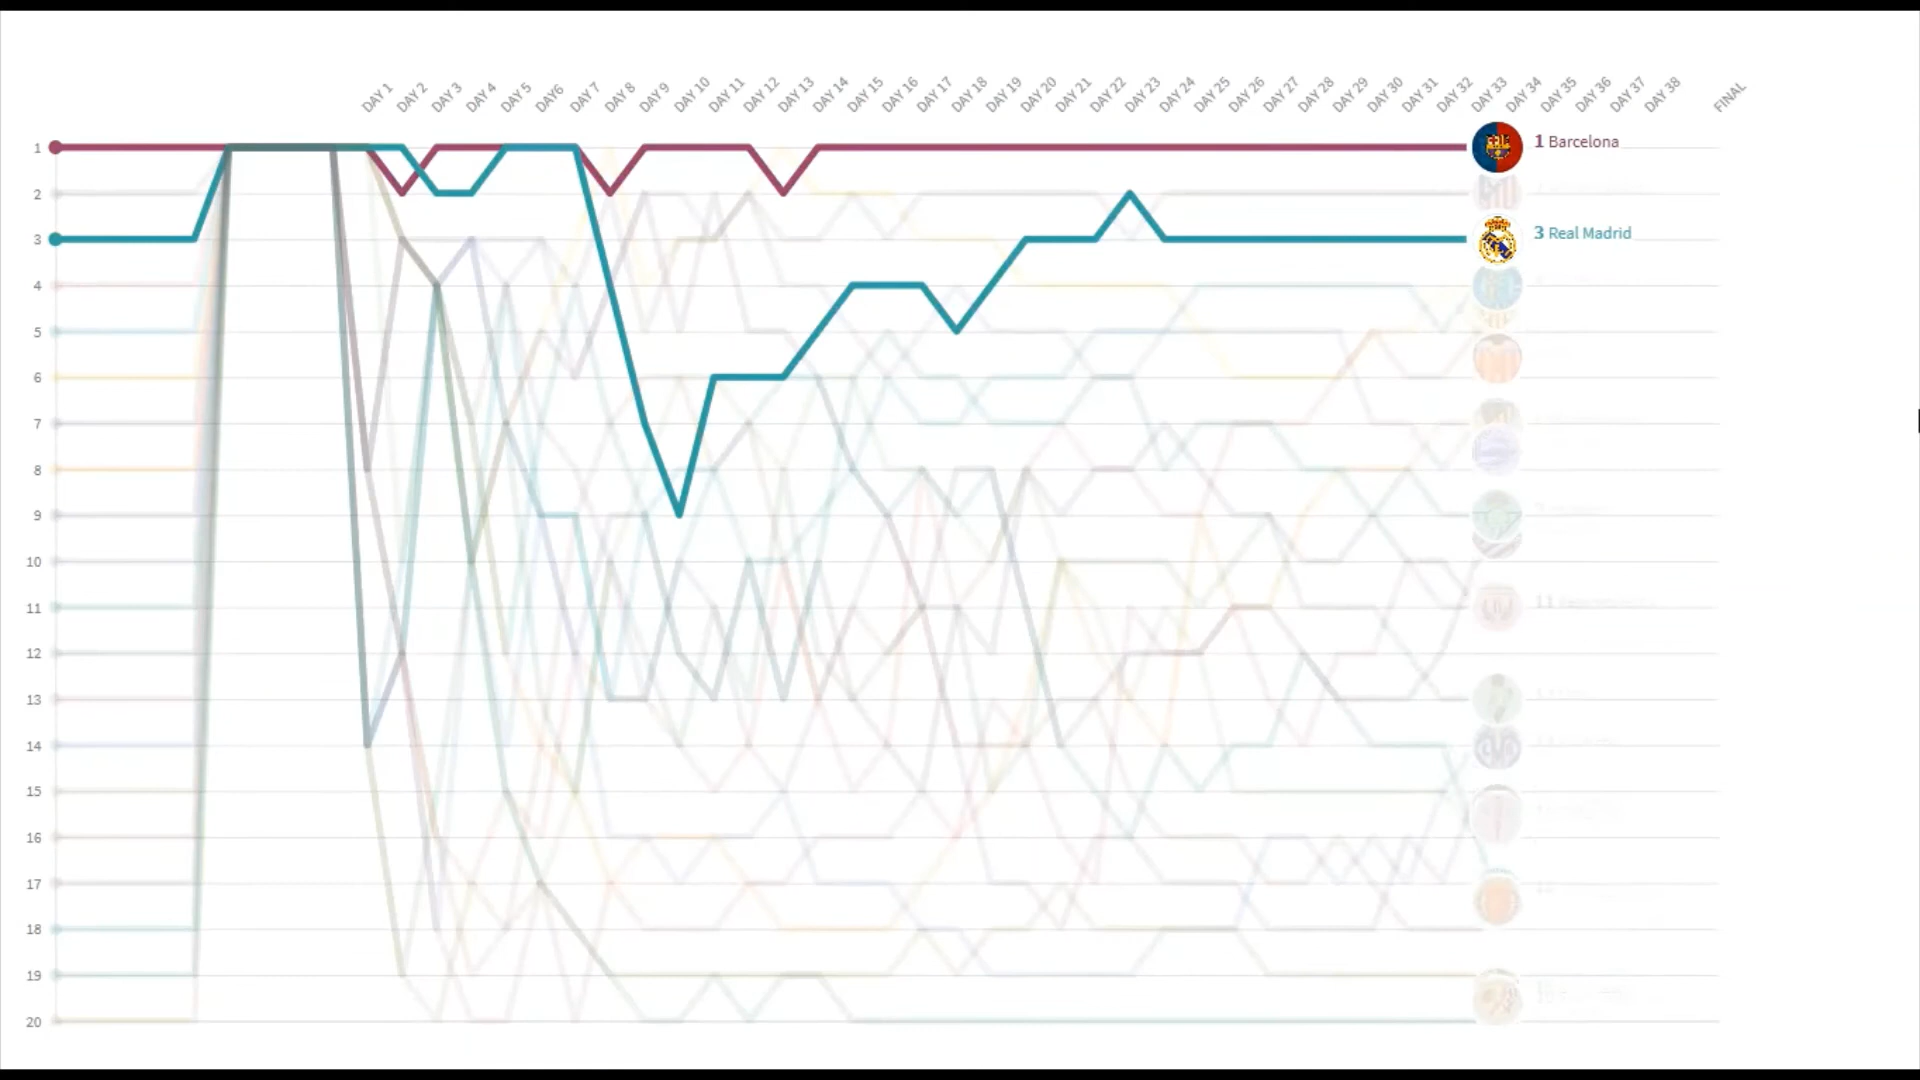 DAY 1
DAY 2
DAY 3
DAY 4
DAY 5
DAY6
DAY 7
DAY 8
DAY 9
DAY 10
DAY 11
DAY 12
DAY 13
DAY 14
DAY 15
DAY 16
DAY 17
DAY 18
DAY 19
DAY 20
DAY 21
DAY 22
DAY 23
DAY 24
DAY 25
DAY 26
DAY 27
DAY 28
DAY 29
DAY 30
DAY 31
DAY 32
DAY 33
DAY 34
DAY 35
DAY 36
DAY 37
DAY 38
FINAL
1
1 Barcelona
2
3
3 Real Madrid
4
5
6
7
8
9
10
11
11
12
13
14
15
16
17
18
19
20